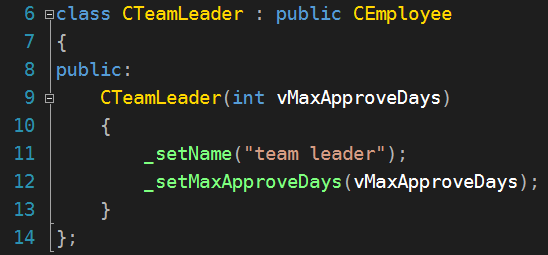 6 class CTeamLeader : public CEmployee
7 {
8 public:
9     CTeamLeader(int vMaxApproveDays)
10     {
11         _setName("team leader");
12         _setMaxApproveDays(vMaxApproveDays);
13     }
14 };